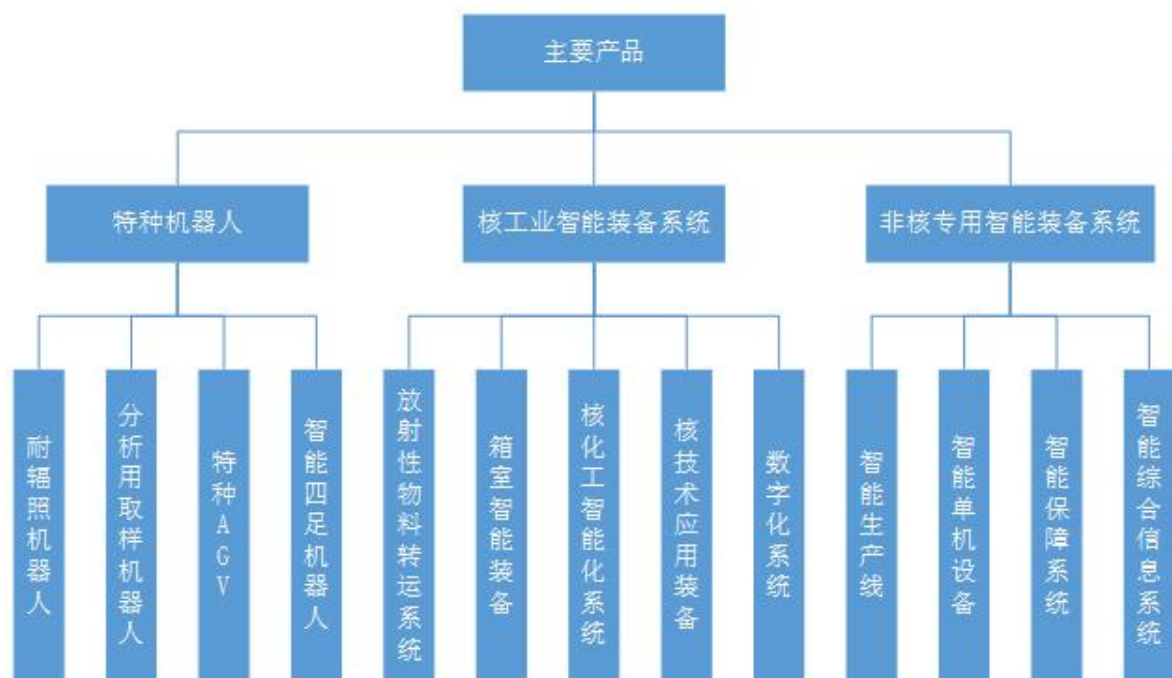 主要产品
特种机器人
核工业智能装备系统
非核专用智能装备系统
耐辐照机器人
分析用取样机器人
特种AGV
智能四足机器人
放射性物料转运系统
箱室智能装备
核化工智能化系统
核技术应用装备
数字化系统
智能生产线
智能单机设备
智能保障系统
智能综合信息系统